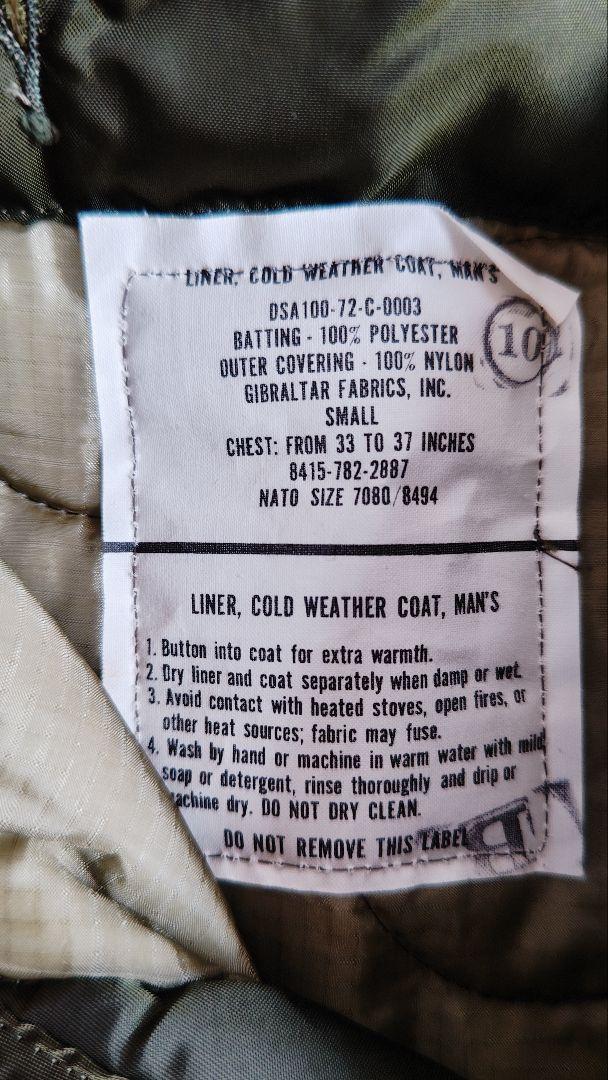 LINER, COLD WEATHER COAT, MAN'S
DSA100-72-C-0003
BATTING - 100% POLYESTER
OUTER COVERING - 100% NYLON
10
GIBRALTAR FABRICS, INC.
SMALL
CHEST: FROM 33 TO 37 INCHES
8415-782-2887
NATO SIZE 7080/8494
LINER, COLD WEATHER COAT, MAN'S
1. Button into coat for extra warmth.
2. Dry liner and coat separately when damp or wet.
3. Avoid contact with heated stoves, open fires, or
other heat sources; fabric may fuse.
4. Wash by hand or machine in warm water with mild
soap or detergent, rinse thoroughly and drip or
machine dry. DO NOT DRY CLEAN.
DO NOT REMOVE THIS LABEL